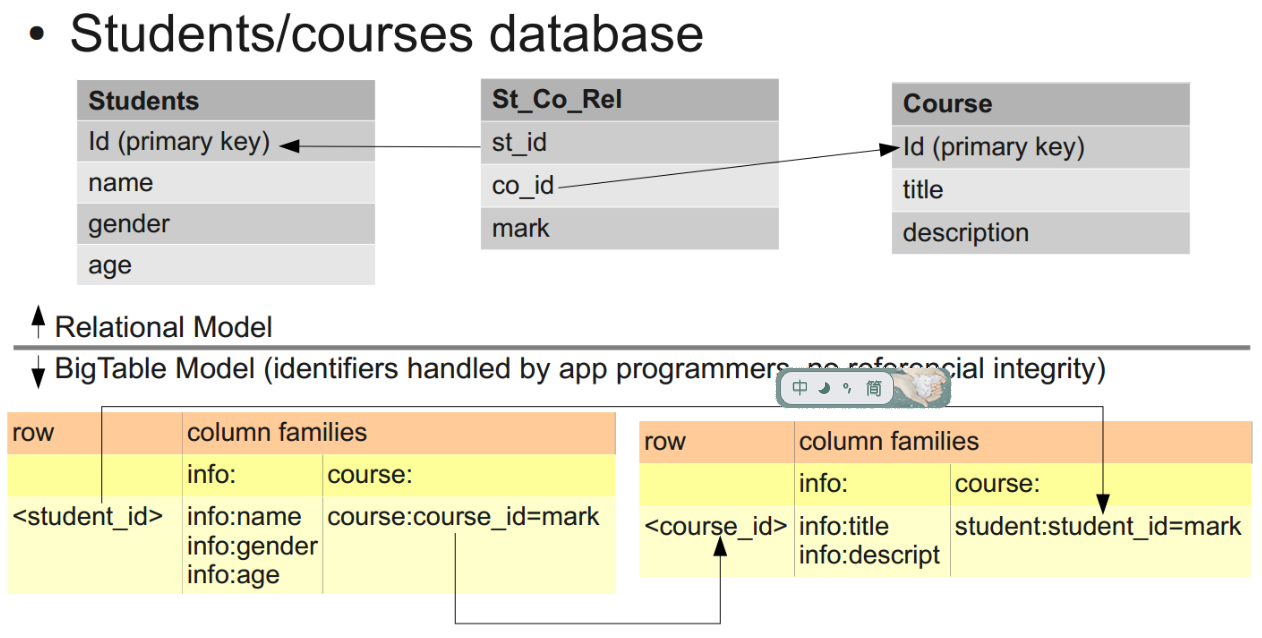 • Students/courses database
Students
Id (primary key)
name
gender
age
St_Co_Rel
st_id
co_id
mark
Course
Id (primary key)
title
description
Relational Model
BigTable Model (identifiers handled by app programmers, no referencial integrity)
中 简
row column families
info: course:
<student_id> info:name course:course_id=mark
info:gender
info:age
row column families
info: course:
<course_id> info:title student:student_id=mark
info:descript